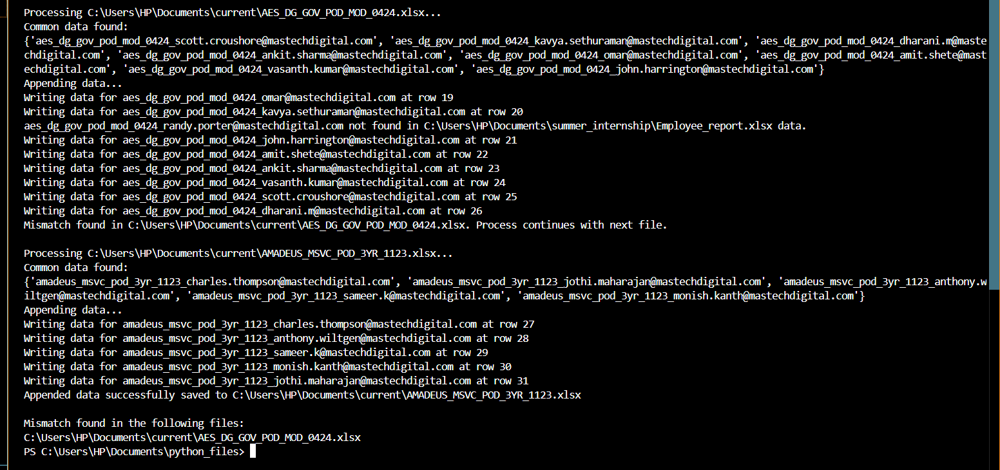 Processing C:\Users\HP\Documents\current\AES_DG_GOV_POD_MOD_0424.xlsx...
Common data found:
{'aes_dg_gov_pod_mod_0424_scott.croushore@mastechdigital.com', 'aes_dg_gov_pod_mod_0424_kavya.sethuraman@mastechdigital.com', 'aes_dg_gov_pod_mod_0424_dharani.m@maste
chdigital.com', 'aes_dg_gov_pod_mod_0424_ankit.sharma@mastechdigital.com', 'aes_dg_gov_pod_mod_0424_omar@mastechdigital.com', 'aes_dg_gov_pod_mod_0424_amit.shete@mast
echdigital.com', 'aes_dg_gov_pod_mod_0424_vasanth.kumar@mastechdigital.com', 'aes_dg_gov_pod_mod_0424_john.harrington@mastechdigital.com'}
Appending data...
Writing data for aes_dg_gov_pod_mod_0424_omar@mastechdigital.com at row 19
Writing data for aes_dg_gov_pod_mod_0424_kavya.sethuraman@mastechdigital.com at row 20
aes_dg_gov_pod_mod_0424_randy.porter@mastechdigital.com not found in C:\Users\HP\Documents\summer_internship\Employee_report.xlsx data.
Writing data for aes_dg_gov_pod_mod_0424_john.harrington@mastechdigital.com at row 21
Writing data for aes_dg_gov_pod_mod_0424_amit.shete@mastechdigital.com at row 22
Writing data for aes_dg_gov_pod_mod_0424_ankit.sharma@mastechdigital.com at row 23
Writing data for aes_dg_gov_pod_mod_0424_vasanth.kumar@mastechdigital.com at row 24
Writing data for aes_dg_gov_pod_mod_0424_scott.croushore@mastechdigital.com at row 25
Writing data for aes_dg_gov_pod_mod_0424_dharani.m@mastechdigital.com at row 26
Mismatch found in C:\Users\HP\Documents\current\AES_DG_GOV_POD_MOD_0424.xlsx. Process continues with next file.
Processing C:\Users\HP\Documents\current\AMADEUS_MSVC_POD_3YR_1123.xlsx...
Common data found:
{'amadeus_msvc_pod_3yr_1123_charles.thompson@mastechdigital.com', 'amadeus_msvc_pod_3yr_1123_jothi.maharajan@mastechdigital.com', 'amadeus_msvc_pod_3yr_1123_anthony.w
iltgen@mastechdigital.com', 'amadeus_msvc_pod_3yr_1123_sameer.k@mastechdigital.com', 'amadeus_msvc_pod_3yr_1123_monish.kanth@mastechdigital.com'}
Appending data...
Writing data for amadeus_msvc_pod_3yr_1123_charles.thompson@mastechdigital.com at row 27
Writing data for amadeus_msvc_pod_3yr_1123_anthony.wiltgen@mastechdigital.com at row 28
Writing data for amadeus_msvc_pod_3yr_1123_sameer.k@mastechdigital.com at row 29
Writing data for amadeus_msvc_pod_3yr_1123_monish.kanth@mastechdigital.com at row 30
Writing data for amadeus_msvc_pod_3yr_1123_jothi.maharajan@mastechdigital.com at row 31
Appended data successfully saved to C:\Users\HP\Documents\current\AMADEUS_MSVC_POD_3YR_1123.xlsx
Mismatch found in the following files:
C:\Users\HP\Documents\current\AES_DG_GOV_POD_MOD_0424.xlsx
PS C:\Users\HP\Documents\python_files>